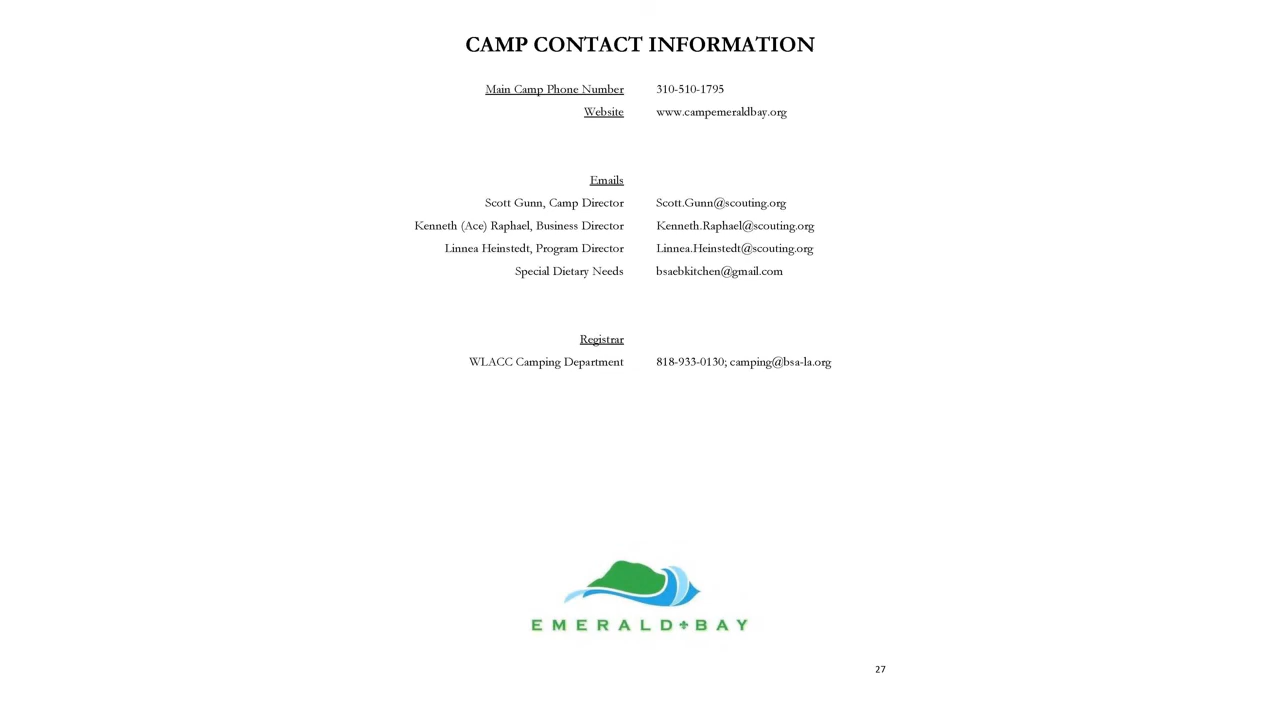 CAMP CONTACT INFORMATION
Main Camp Phone Number 310-510-1795
Website www.campemeraldbay.org
Emails
Scott Gunn, Camp Director Scott.Gunn@scouting.org
Kenneth (Ace) Raphael, Business Director Kenneth.Raphael@scouting.org
Linnea Heinstedt, Program Director Linnea.Heinstedt@scouting.org
Special Dietary Needs bsaebkitchen@gmail.com
Registrar
WLACC Camping Department 818-933-0130; camping@bsa-la.org
EMERALD BAY
27